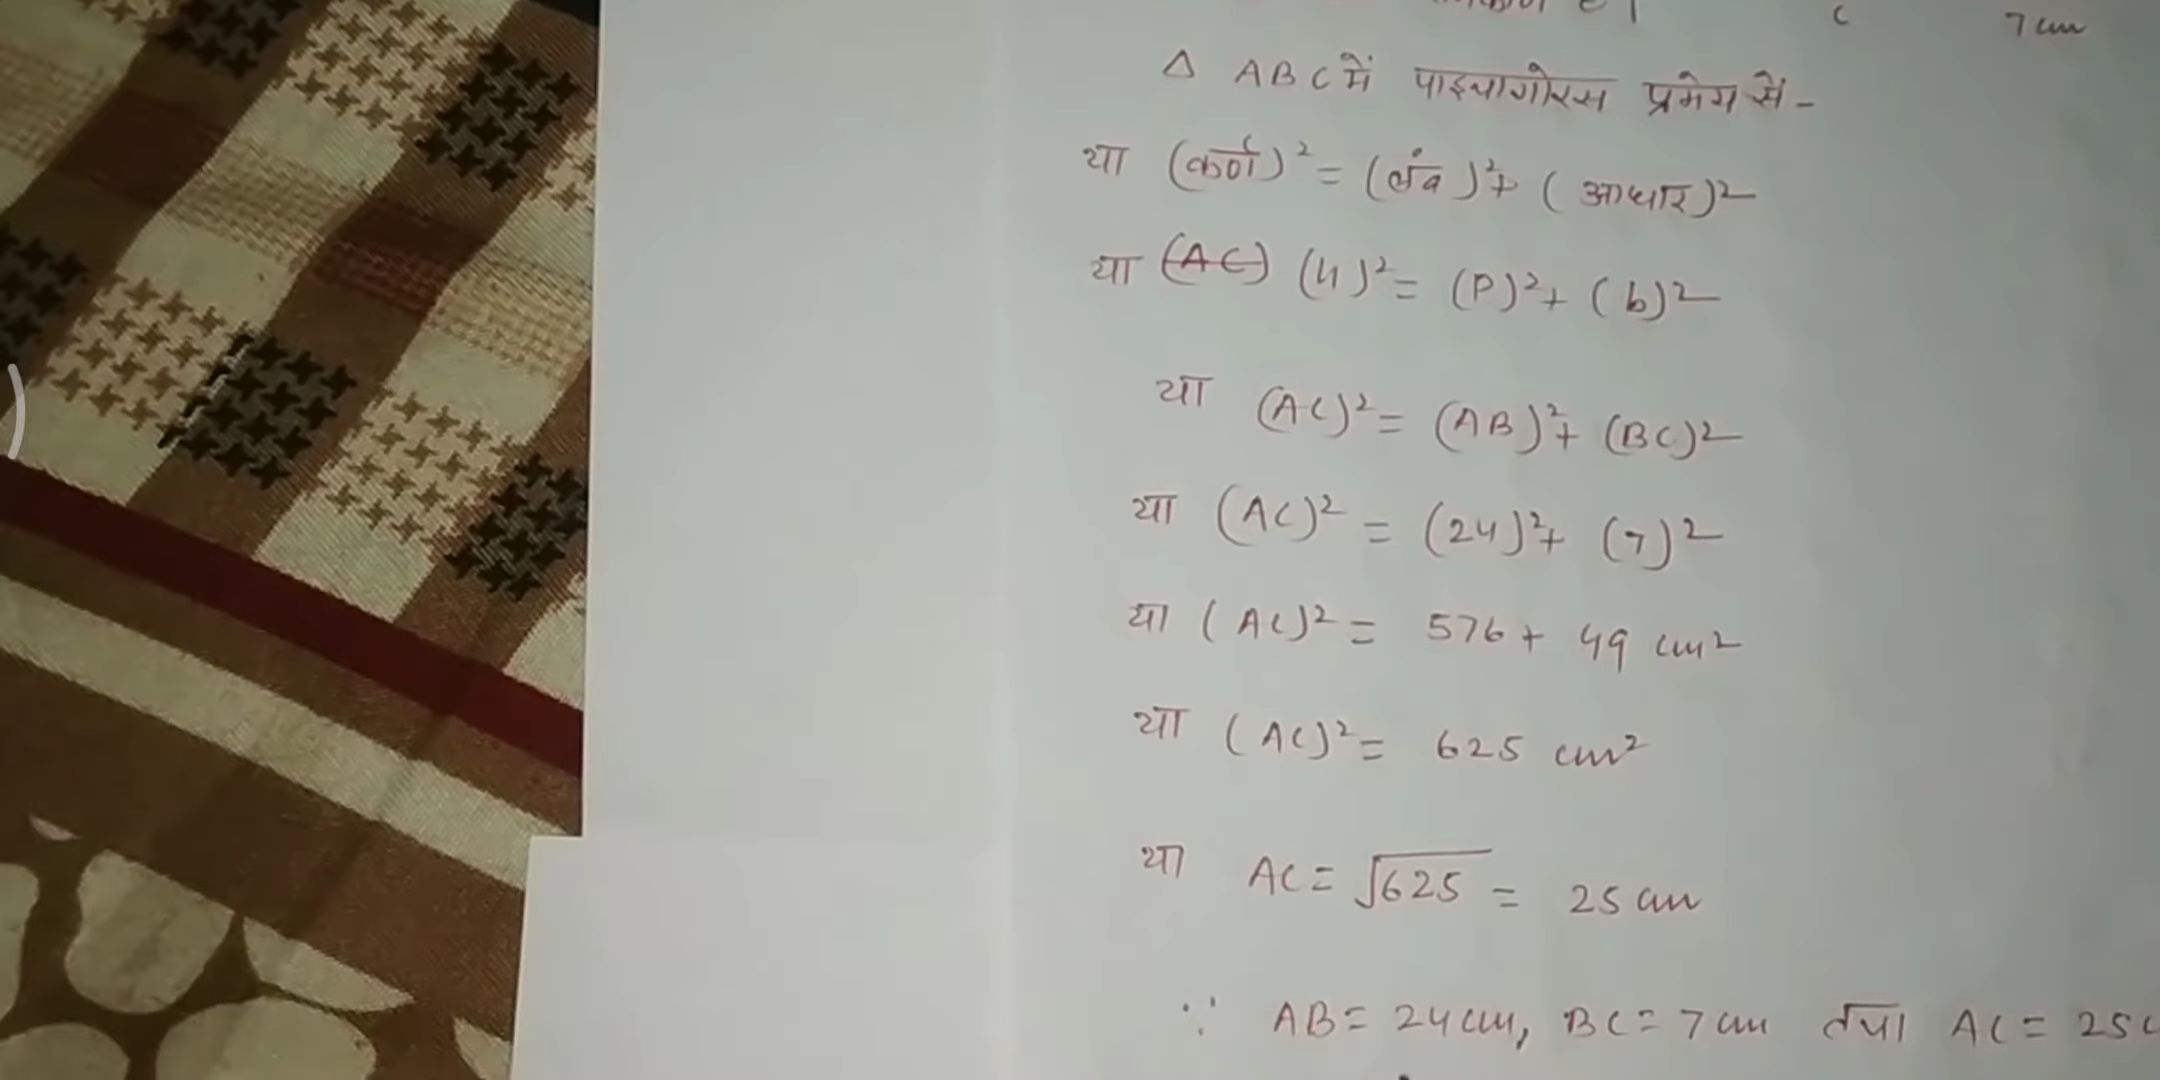 C 7 cm
Δ ABC में पाइथागोरस प्रमेय सें -
या (कर्ण)² = (लंब)² + (आधार)²
या (AC) (h)² = (P)² + (b)²
या (AC)² = (AB)² + (BC)²
या (AC)² = (24)² + (7)²
या (AC)² = 576 + 49 cm²
या (AC)² = 625 cm²
या AC = √625 = 25 cm
∵ AB = 24 cm, BC = 7 cm तथा AC = 25 c